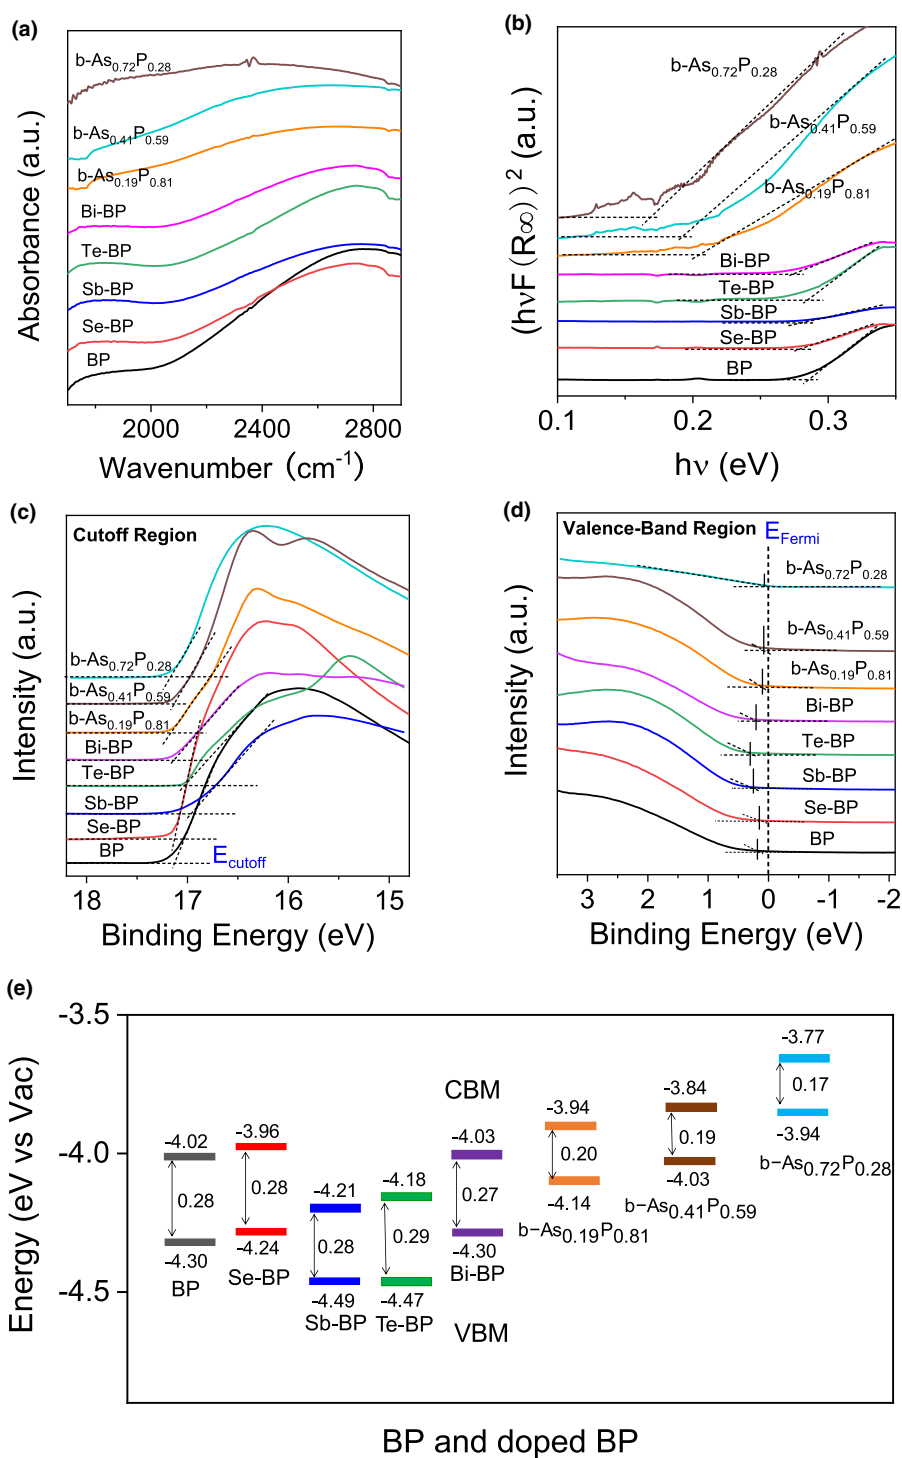 (a)
b-As0.72P0.28
b-As0.41P0.59
b-As0.19P0.81
Bi-BP
Te-BP
Sb-BP
Se-BP
BP
Absorbance (a.u.)
2000 2400 2800
Wavenumber (cm-1)
(b)
b-As0.72P0.28
b-As0.41P0.59
b-As0.19P0.81
Bi-BP
Te-BP
Sb-BP
Se-BP
BP
(hνF (R∞) )2 (a.u.)
0.1 0.2 0.3
hν (eV)
(c)
Cutoff Region
b-As0.72P0.28
b-As0.41P0.59
b-As0.19P0.81
Bi-BP
Te-BP
Sb-BP
Se-BP
BP
Ecutoff
Intensity (a.u.)
18 17 16 15
Binding Energy (eV)
(d)
Valence-Band Region
EFermi
b-As0.72P0.28
b-As0.41P0.59
b-As0.19P0.81
Bi-BP
Te-BP
Sb-BP
Se-BP
BP
Intensity (a.u.)
3 2 1 0 -1 -2
Binding Energy (eV)
(e)
Energy (eV vs Vac)
-3.5
-4.0
-4.5
-4.02
0.28
-4.30
BP
-3.96
0.28
-4.24
Se-BP
-4.21
0.28
-4.49
Sb-BP
-4.18
0.29
-4.47
Te-BP
CBM
-4.03
0.27
-4.30
Bi-BP
VBM
-3.94
0.20
-4.14
b-As0.19P0.81
-3.84
0.19
-4.03
b-As0.41P0.59
-3.77
0.17
-3.94
b-As0.72P0.28
BP and doped BP